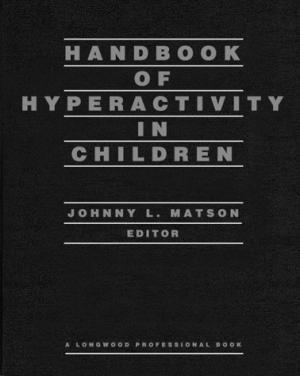 HANDBOOK
OF
HYPERACTIVITY
IN
CHILDREN
JOHNNY L. MATSON
EDITOR
A LONGWOOD PROFESSIONAL BOOK